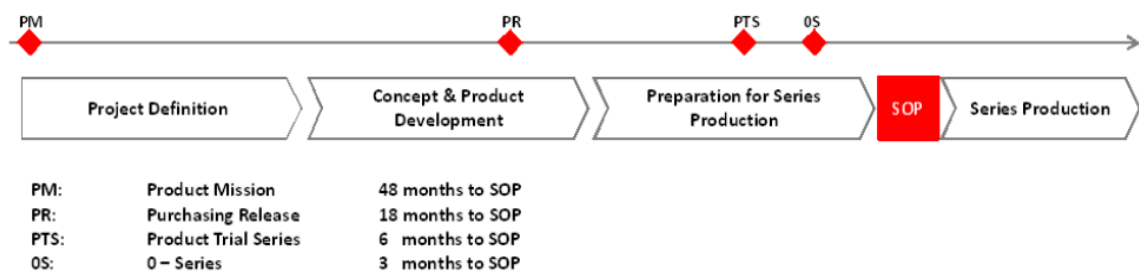 PM PR PTS 0S
Project Definition
Concept & Product
Development
Preparation for Series
Production
SOP
Series Production
PM: Product Mission 48 months to SOP
PR: Purchasing Release 18 months to SOP
PTS: Product Trial Series 6 months to SOP
0S: 0 – Series 3 months to SOP